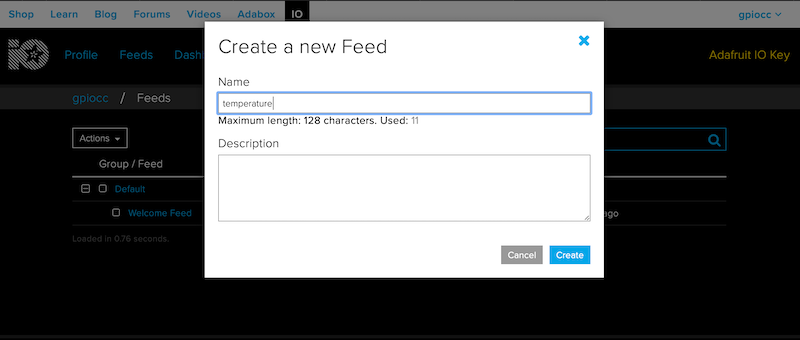 Shop Learn Blog Forums Videos Adabox IO gpiocc
IO Profile Feeds Dash Adafruit IO Key
gpiocc / Feeds
Create a new Feed
Name
temperature
Maximum length: 128 characters. Used: 11
Description
Cancel Create
Actions
Group / Feed
Default
Welcome Feed ago
Loaded in 0.76 seconds.